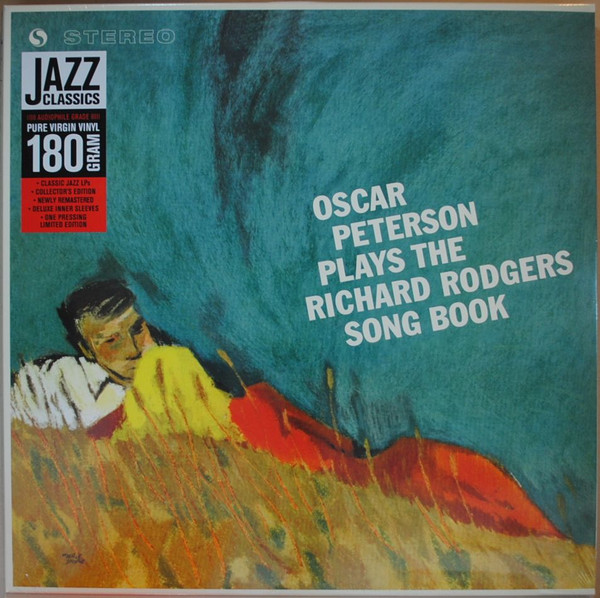 S STEREO
JAZZ
CLASSICS
PURE VIRGIN VINYL
180 GRAM
• CLASSIC JAZZ LPs
• COLLECTOR'S EDITION
• NEWLY REMASTERED
• DELUXE INNER SLEEVES
• ONE PRESSING
LIMITED EDITION
OSCAR
PETERSON
PLAYS THE
RICHARD RODGERS
SONG BOOK